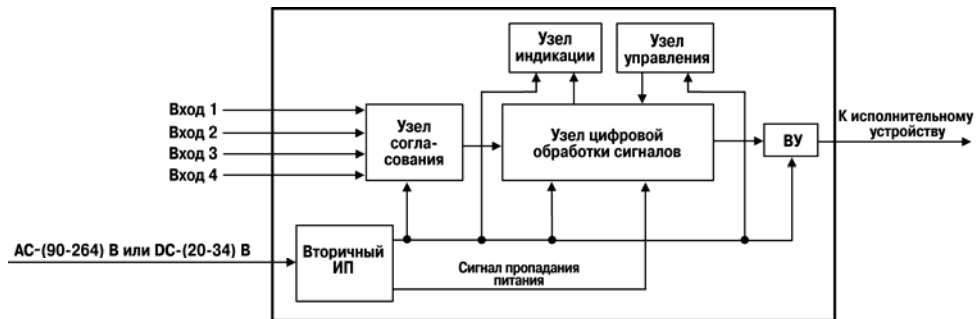 Узел
индикации
Узел
управления
Вход 1
Вход 2
Вход 3
Вход 4
Узел
согла-
сования
Узел цифровой
обработки сигналов
ВУ
К исполнительному
устройству
AC~(90-264) В или DC-(20-34) В
Вторичный
ИП
Сигнал пропадания
питания